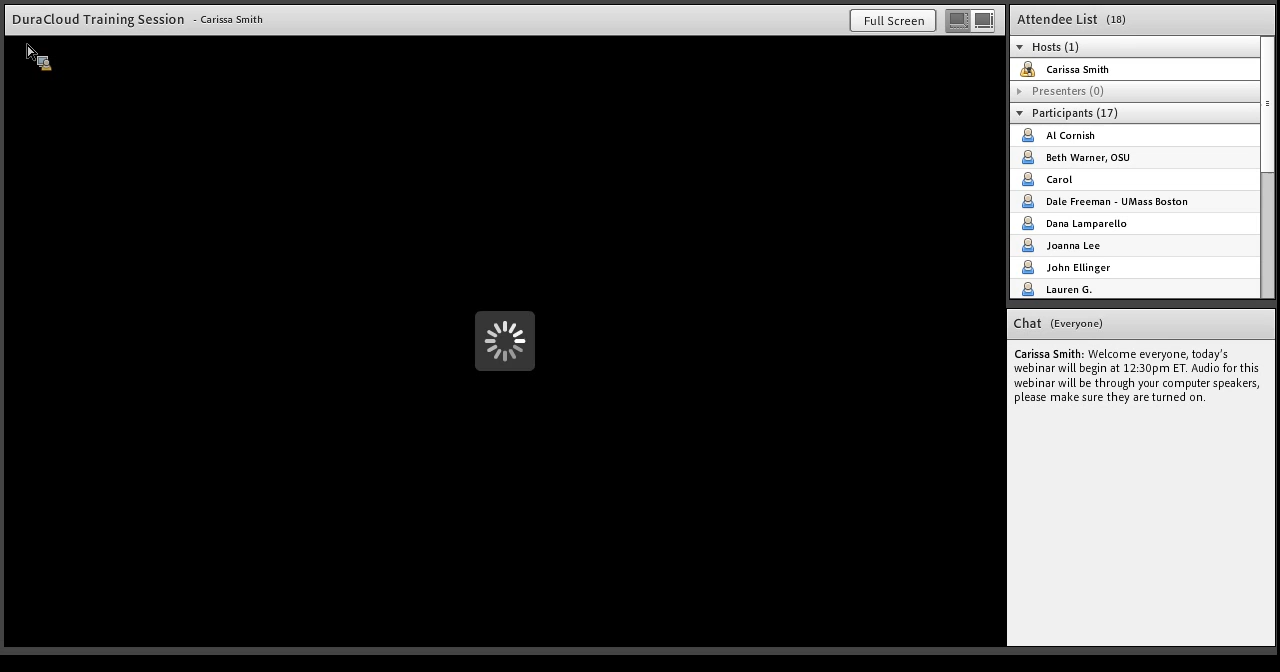 DuraCloud Training Session - Carissa Smith
Full Screen
Attendee List (18)
Hosts (1)
Carissa Smith
Presenters (0)
Participants (17)
Al Cornish
Beth Warner, OSU
Carol
Dale Freeman - UMass Boston
Dana Lamparello
Joanna Lee
John Ellinger
Lauren G.
Chat (Everyone)
Carissa Smith: Welcome everyone, today's
webinar will begin at 12:30pm ET. Audio for this
webinar will be through your computer speakers,
please make sure they are turned on.